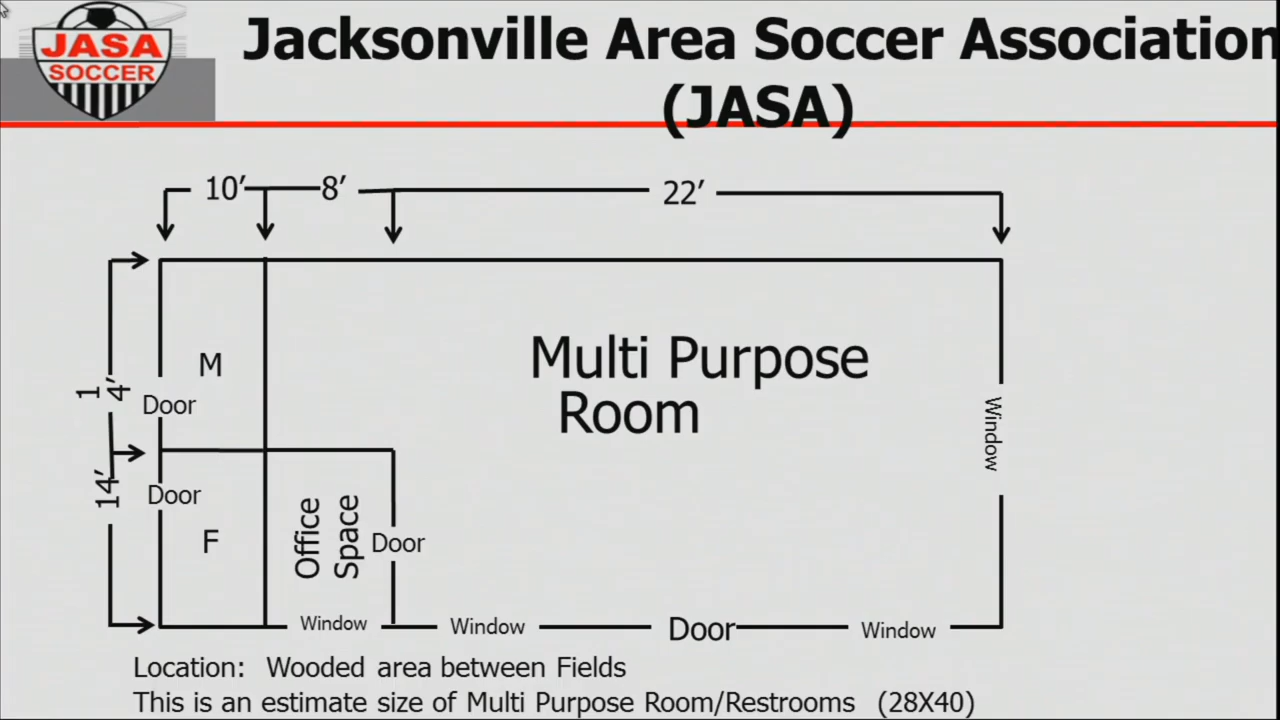 JASA
SOCCER
Jacksonville Area Soccer Association
(JASA)
10’
8’
22’
1
4’
14’
M
Door
Door
F
Office
Space
Door
Multi Purpose
Room
Window
Window
Window
Door
Window
Location: Wooded area between Fields
This is an estimate size of Multi Purpose Room/Restrooms (28X40)